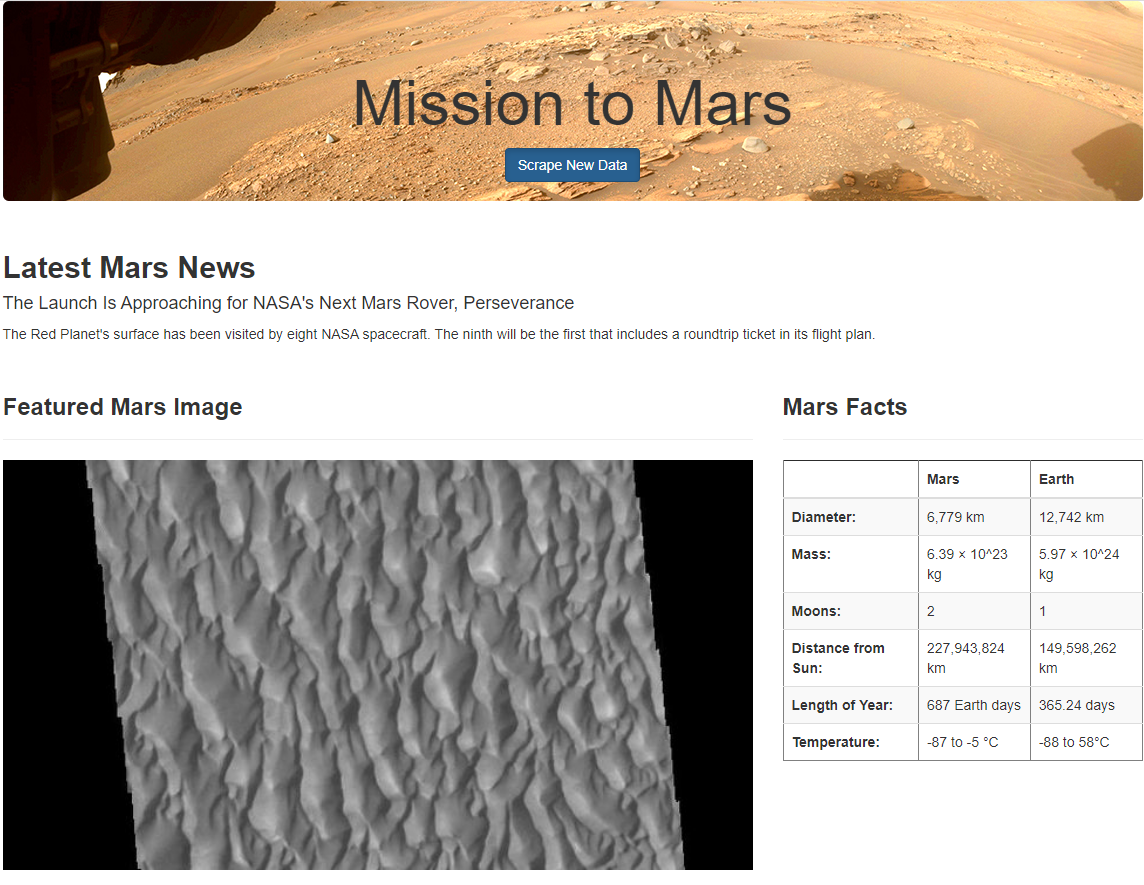 Mission to Mars
Scrape New Data
Latest Mars News
The Launch Is Approaching for NASA's Next Mars Rover, Perseverance
The Red Planet's surface has been visited by eight NASA spacecraft. The ninth will be the first that includes a roundtrip ticket in its flight plan.
Featured Mars Image
Mars Facts
Mars Earth
Diameter: 6,779 km 12,742 km
Mass: 6.39 × 10^23 5.97 × 10^24
kg kg
Moons: 2 1
Distance from 227,943,824 149,598,262
Sun: km km
Length of Year: 687 Earth days 365.24 days
Temperature: -87 to -5 °C -88 to 58°C